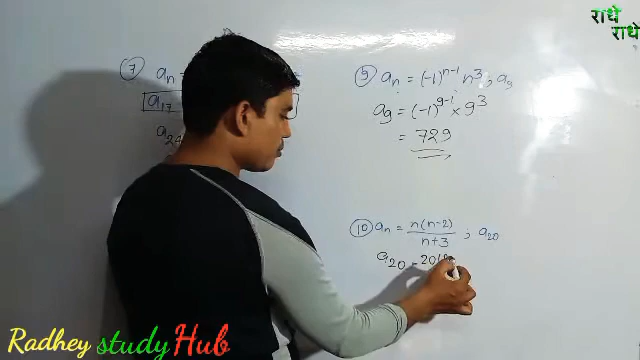 राधे
राधे
⑦ aₙ =
a₁₇
a₂₄
⑨ aₙ = (-1)ⁿ⁻¹ n³ ; a₉
a₉ = (-1)⁹⁻¹ × 9³
= 729
⑩ aₙ = n(n-2) / n+3 ; a₂₀
a₂₀ = 20(
Radhey study Hub